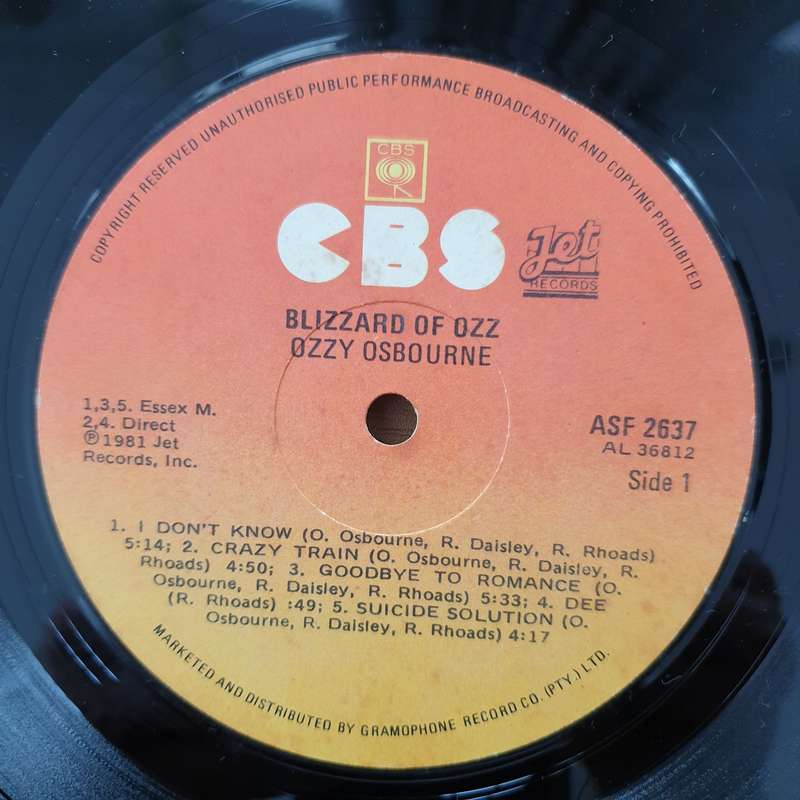 COPYRIGHT RESERVED UNAUTHORISED PUBLIC PERFORMANCE BROADCASTING AND COPYING PROHIBITED
CBS
CBS
Jet
RECORDS
BLIZZARD OF OZZ
OZZY OSBOURNE
1,3,5. Essex M.
2,4. Direct
Ⓟ1981 Jet
Records, Inc.
ASF 2637
AL 36812
Side 1
1. I DON'T KNOW (O. Osbourne, R. Daisley, R. Rhoads)
5:14; 2. CRAZY TRAIN (O. Osbourne, R. Daisley, R.
Rhoads) 4:50; 3. GOODBYE TO ROMANCE (O.
Osbourne, R. Daisley, R. Rhoads) 5:33; 4. DEE
(R. Rhoads) :49; 5. SUICIDE SOLUTION (O.
Osbourne, R. Daisley, R. Rhoads) 4:17
MARKETED AND DISTRIBUTED BY GRAMOPHONE RECORD CO. (PTY.) LTD.